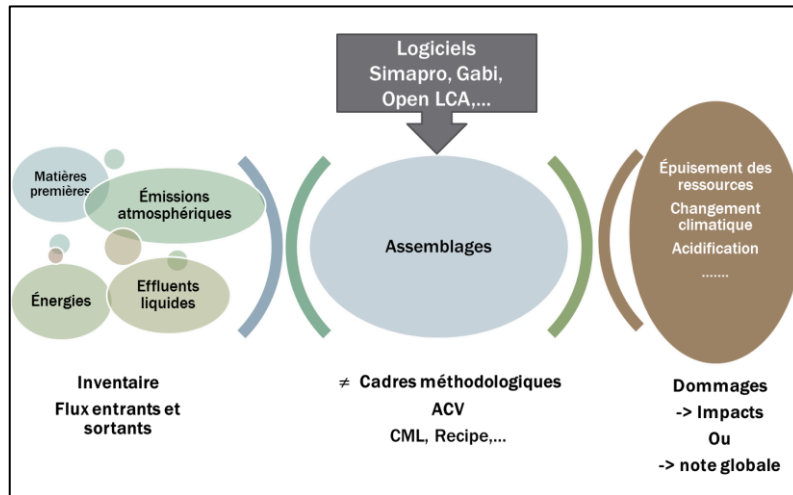 Logiciels
Simapro, Gabi,
Open LCA,...
Matières
premières
Émissions
atmosphériques
Énergies
Effluents
liquides
Assemblages
Épuisement des
ressources
Changement
climatique
Acidification
.......
Inventaire
Flux entrants et
sortants
≠ Cadres méthodologiques
ACV
CML, Recipe,...
Dommages
-> Impacts
Ou
-> note globale